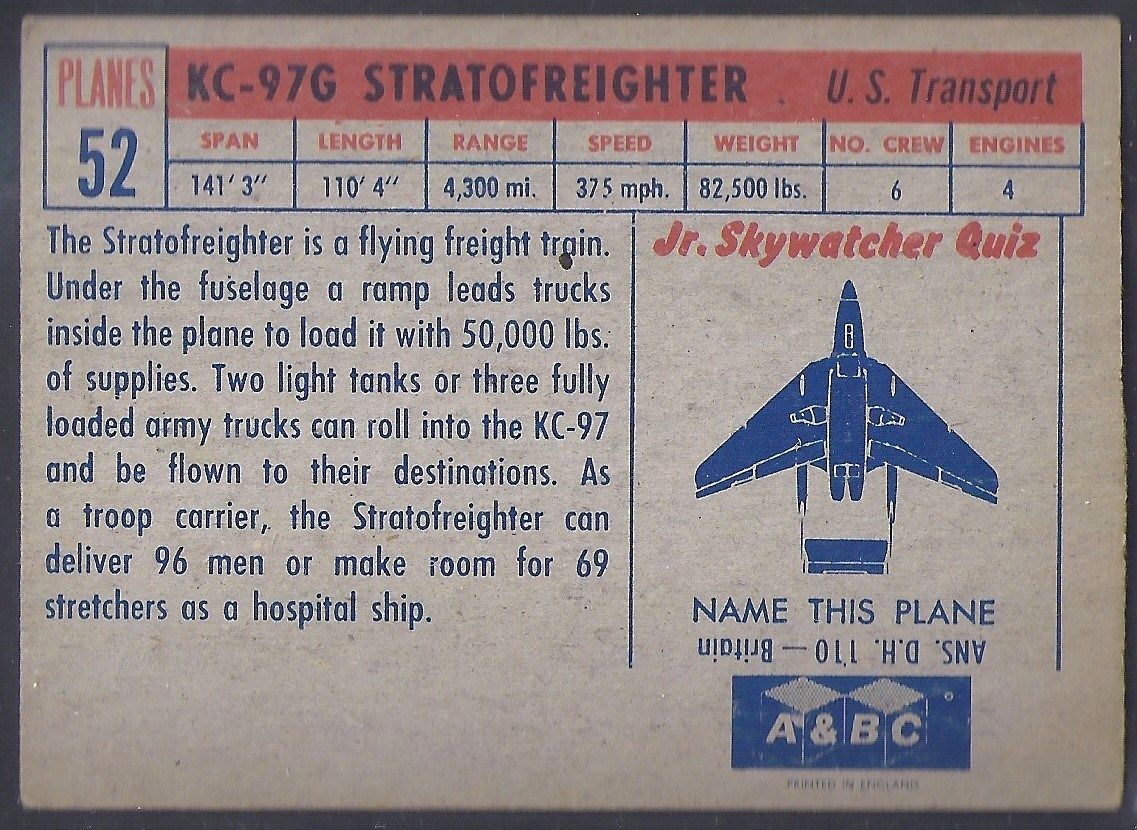 PLANES
52
KC-97G STRATOFREIGHTER . U. S. Transport
SPAN LENGTH RANGE SPEED WEIGHT NO. CREW ENGINES
141' 3" 110' 4" 4,300 mi. 375 mph. 82,500 lbs. 6 4
The Stratofreighter is a flying freight train.
Under the fuselage a ramp leads trucks
inside the plane to load it with 50,000 lbs.
of supplies. Two light tanks or three fully
loaded army trucks can roll into the KC-97
and be flown to their destinations. As
a troop carrier, the Stratofreighter can
deliver 96 men or make room for 69
stretchers as a hospital ship.
Jr. Skywatcher Quiz
8
NAME THIS PLANE
ANS. D.H. 110 — Britain
A & B C
PRINTED IN ENGLAND